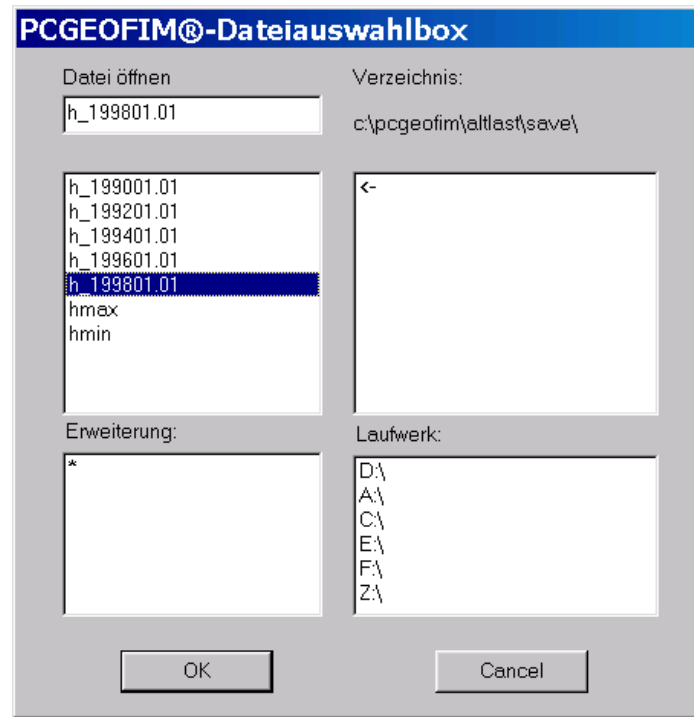 PCGEOFIM®-Dateiauswahlbox
Datei öffnen
h_199801.01
h_199001.01
h_199201.01
h_199401.01
h_199601.01
h_199801.01
hmax
hmin
Erweiterung:
*
Verzeichnis:
c:\pcgeofim\altlast\save\
<-
Laufwerk:
D:\
A:\
C:\
E:\
F:\
Z:\
OK
Cancel